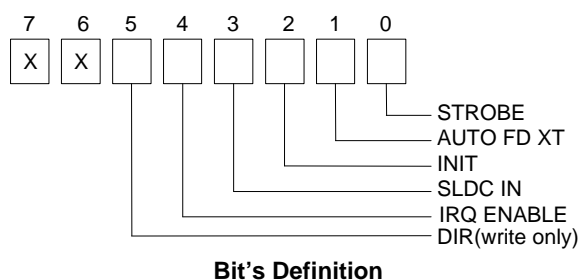 7 6 5 4 3 2 1 0
X X
STROBE
AUTO FD XT
INIT
SLDC IN
IRQ ENABLE
DIR(write only)
Bit's Definition